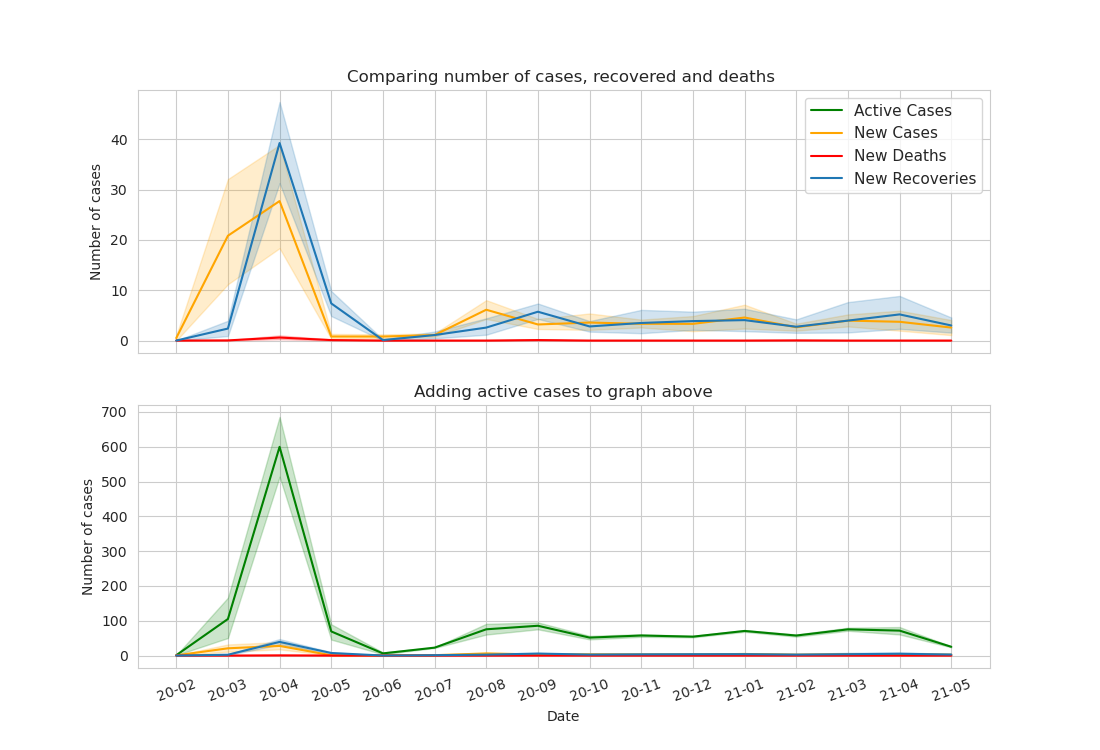 Comparing number of cases, recovered and deaths
Number of cases
40
30
20
10
0
Active Cases
New Cases
New Deaths
New Recoveries
Adding active cases to graph above
Number of cases
700
600
500
400
300
200
100
0
20-02 20-03 20-04 20-05 20-06 20-07 20-08 20-09 20-10 20-11 20-12 21-01 21-02 21-03 21-04 21-05
Date